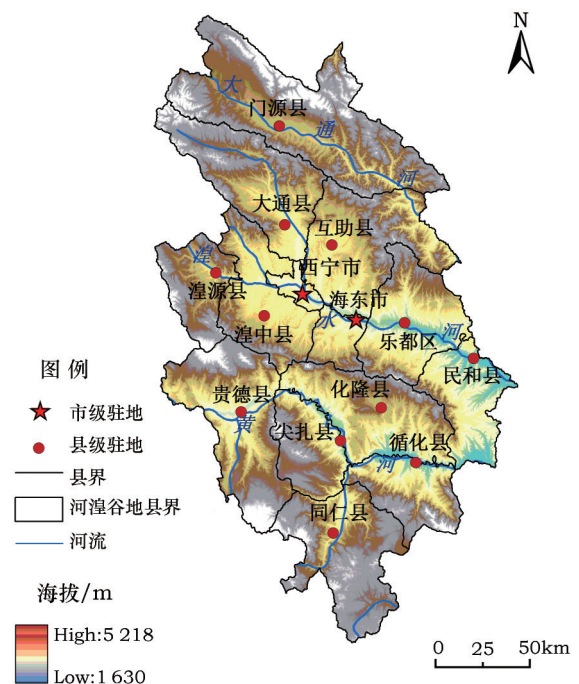 N
大
门源县
通
河
大通县
互助县
湟
西宁市
湟源县
海东市
水
湟中县
乐都区
河
民和县
图 例
市级驻地
县级驻地
县界
河湟谷地县界
河流
贵德县
化隆县
黄
尖扎县
循化县
河
同仁县
海拔/m
High:5 218
Low:1 630
0 25 50km